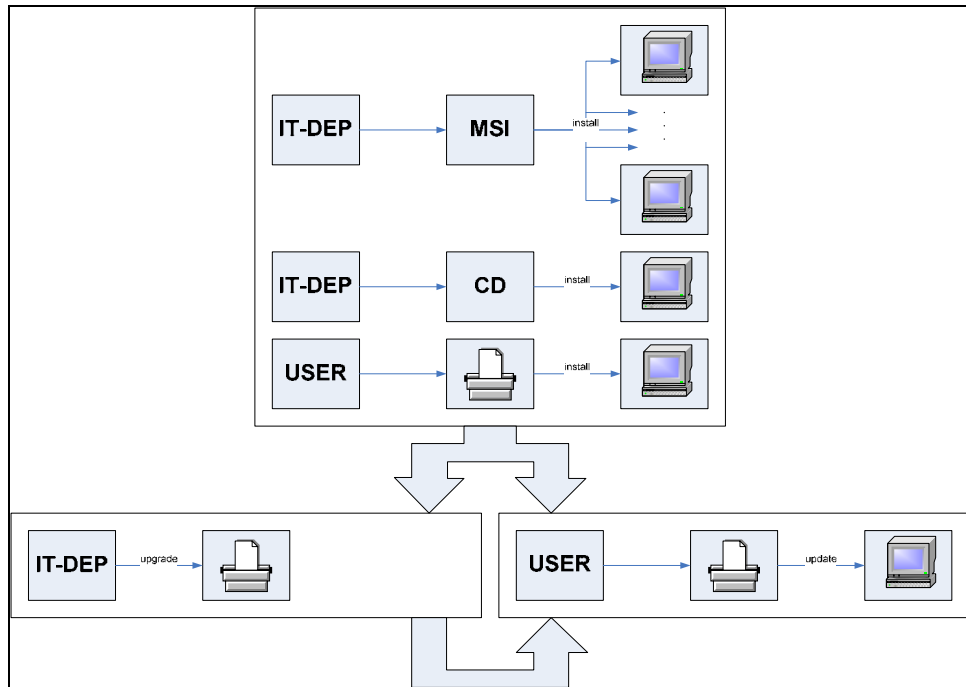 IT-DEP
MSI
install
.
.
.
IT-DEP
CD
install
USER
install
IT-DEP
upgrade
USER
update